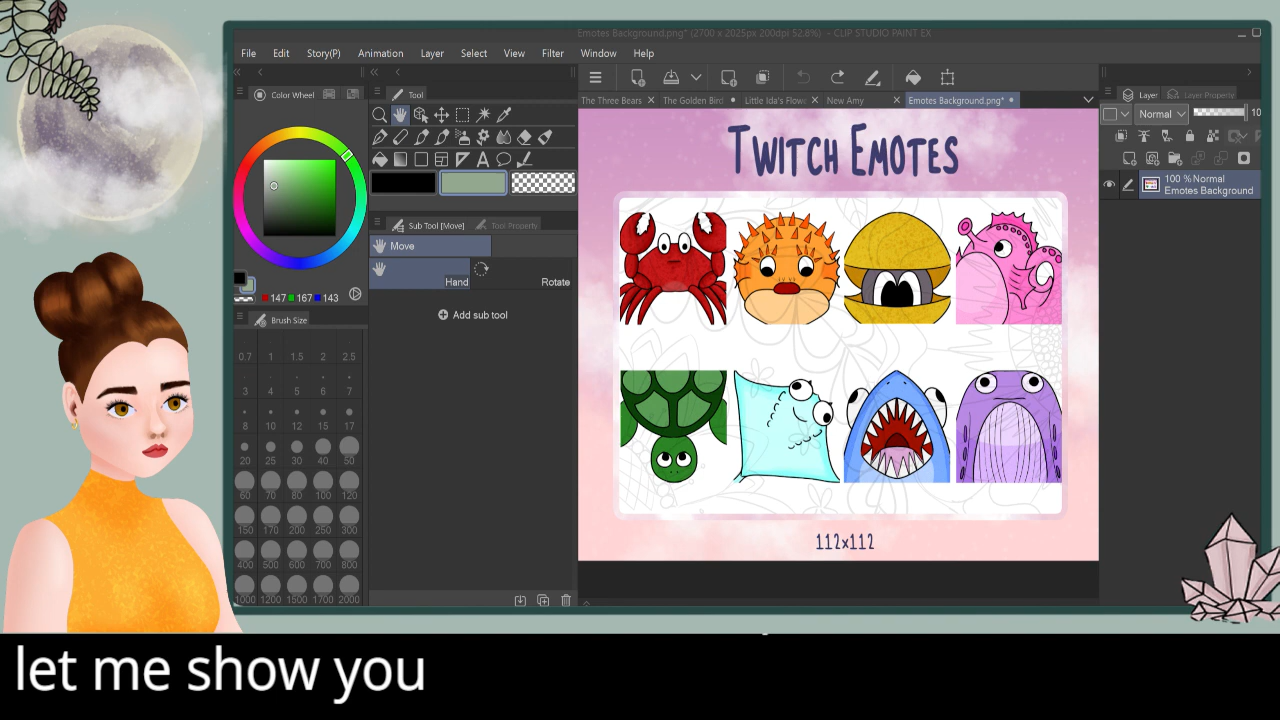 Emotes Background.png* (2700 x 2025px 200dpi 52.8%) - CLIP STUDIO PAINT EX
File Edit Story(P) Animation Layer Select View Filter Window Help
Color Wheel
Tool
The Three Bears
The Golden Bird
Little Ida's Flow
New Amy
Emotes Background.png*
Layer
Layer Property
Normal
10
TWITCH EMOTES
100 % Normal
Emotes Background
Sub Tool [Move]
Tool Property
Move
Hand
Rotate
Add sub tool
147 167 143
Brush Size
0.7 1 1.5 2 2.5
3 4 5 6 7
8 10 12 15 17
20 25 30 40 50
60 70 80 100 120
150 170 200 250 300
400 500 600 700 800
1000 1200 1500 1700 2000
112x112
let me show you